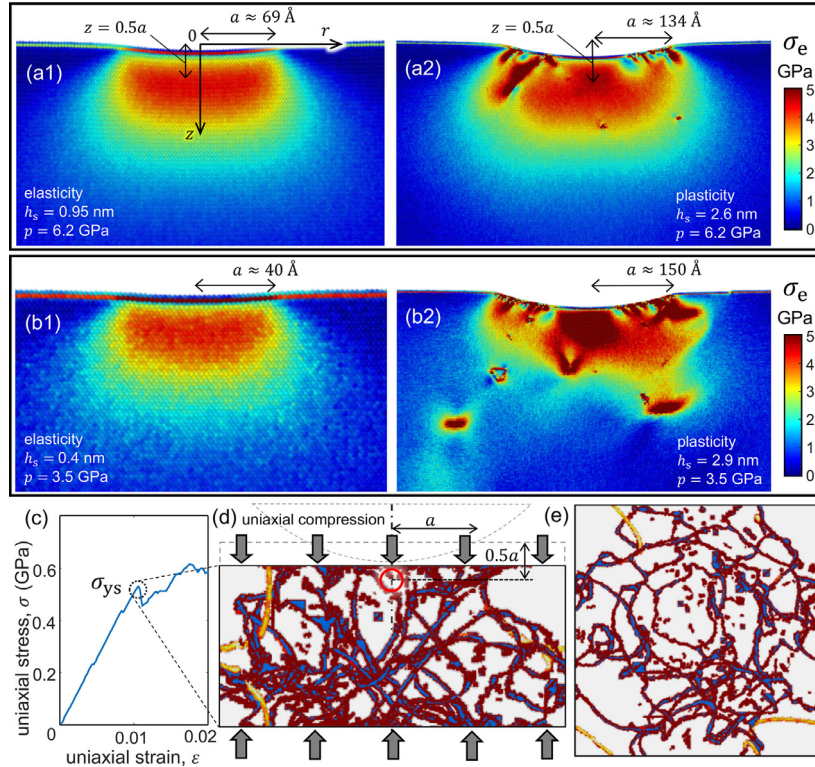 z = 0.5a
0
a ≈ 69 Å
r
(a1)
z
elasticity
hₛ = 0.95 nm
p = 6.2 GPa
z = 0.5a
a ≈ 134 Å
(a2)
plasticity
hₛ = 2.6 nm
p = 6.2 GPa
σₑ
GPa
5
4
3
2
1
0
a ≈ 40 Å
(b1)
elasticity
hₛ = 0.4 nm
p = 3.5 GPa
a ≈ 150 Å
(b2)
plasticity
hₛ = 2.9 nm
p = 3.5 GPa
σₑ
GPa
5
4
3
2
1
0
(c)
uniaxial stress, σ (GPa)
0.6
0.4
0.2
0
σys
0.01
0.02
uniaxial strain, ε
(d)
uniaxial compression
a
0.5a
(e)